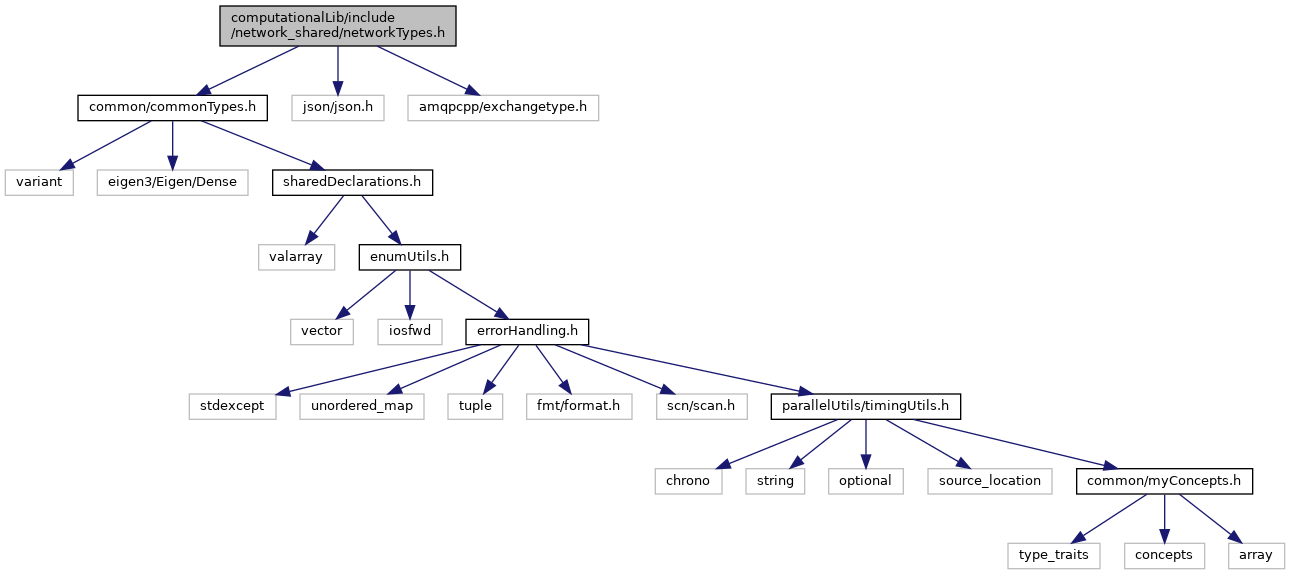 computationalLib/include
/network_shared/networkTypes.h
common/commonTypes.h
json/json.h
amqpcpp/exchangetype.h
variant
eigen3/Eigen/Dense
sharedDeclarations.h
valarray
enumUtils.h
vector
iosfwd
errorHandling.h
stdexcept
unordered_map
tuple
fmt/format.h
scn/scan.h
parallelUtils/timingUtils.h
chrono
string
optional
source_location
common/myConcepts.h
type_traits
concepts
array